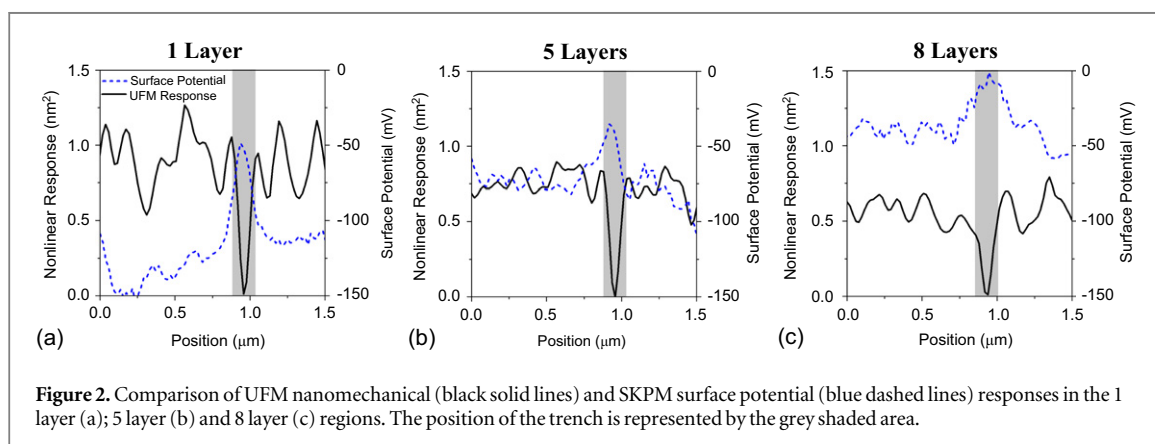 1 Layer
1.5
1.0
0.5
0.0
Nonlinear Response (nm²)
Surface Potential
UFM Response
0
-50
-100
-150
Surface Potential (mV)
0.0 0.5 1.0 1.5
(a)
Position (μm)
5 Layers
1.5
1.0
0.5
0.0
Nonlinear Response (nm²)
0
-50
-100
-150
Surface Potential (mV)
0.0 0.5 1.0 1.5
(b)
Position (μm)
8 Layers
1.5
1.0
0.5
0.0
Nonlinear Response (nm²)
0
-50
-100
-150
Surface Potential (mV)
0.0 0.5 1.0 1.5
(c)
Position (μm)
Figure 2. Comparison of UFM nanomechanical (black solid lines) and SKPM surface potential (blue dashed lines) responses in the 1
layer (a); 5 layer (b) and 8 layer (c) regions. The position of the trench is represented by the grey shaded area.